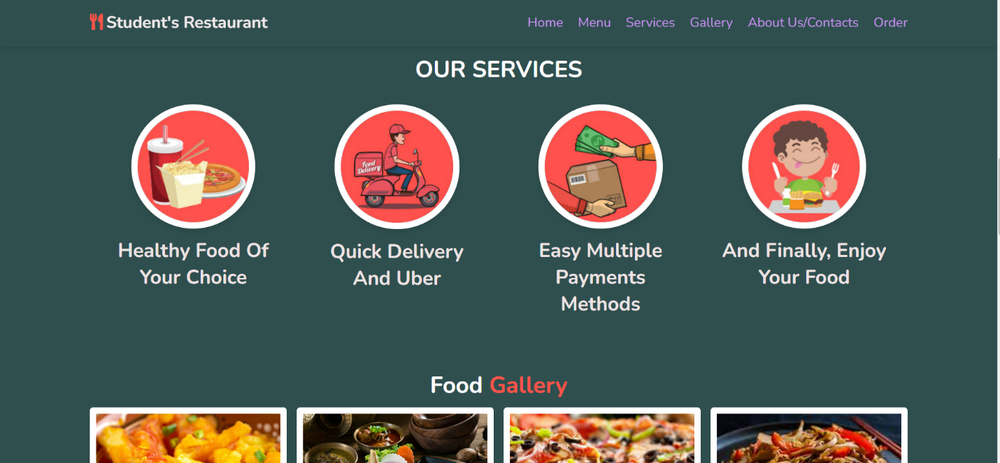 Student's Restaurant
Home Menu Services Gallery About Us/Contacts Order
OUR SERVICES
Food
Delivery
Healthy Food Of
Your Choice
Quick Delivery
And Uber
Easy Multiple
Payments
Methods
And Finally, Enjoy
Your Food
Food Gallery